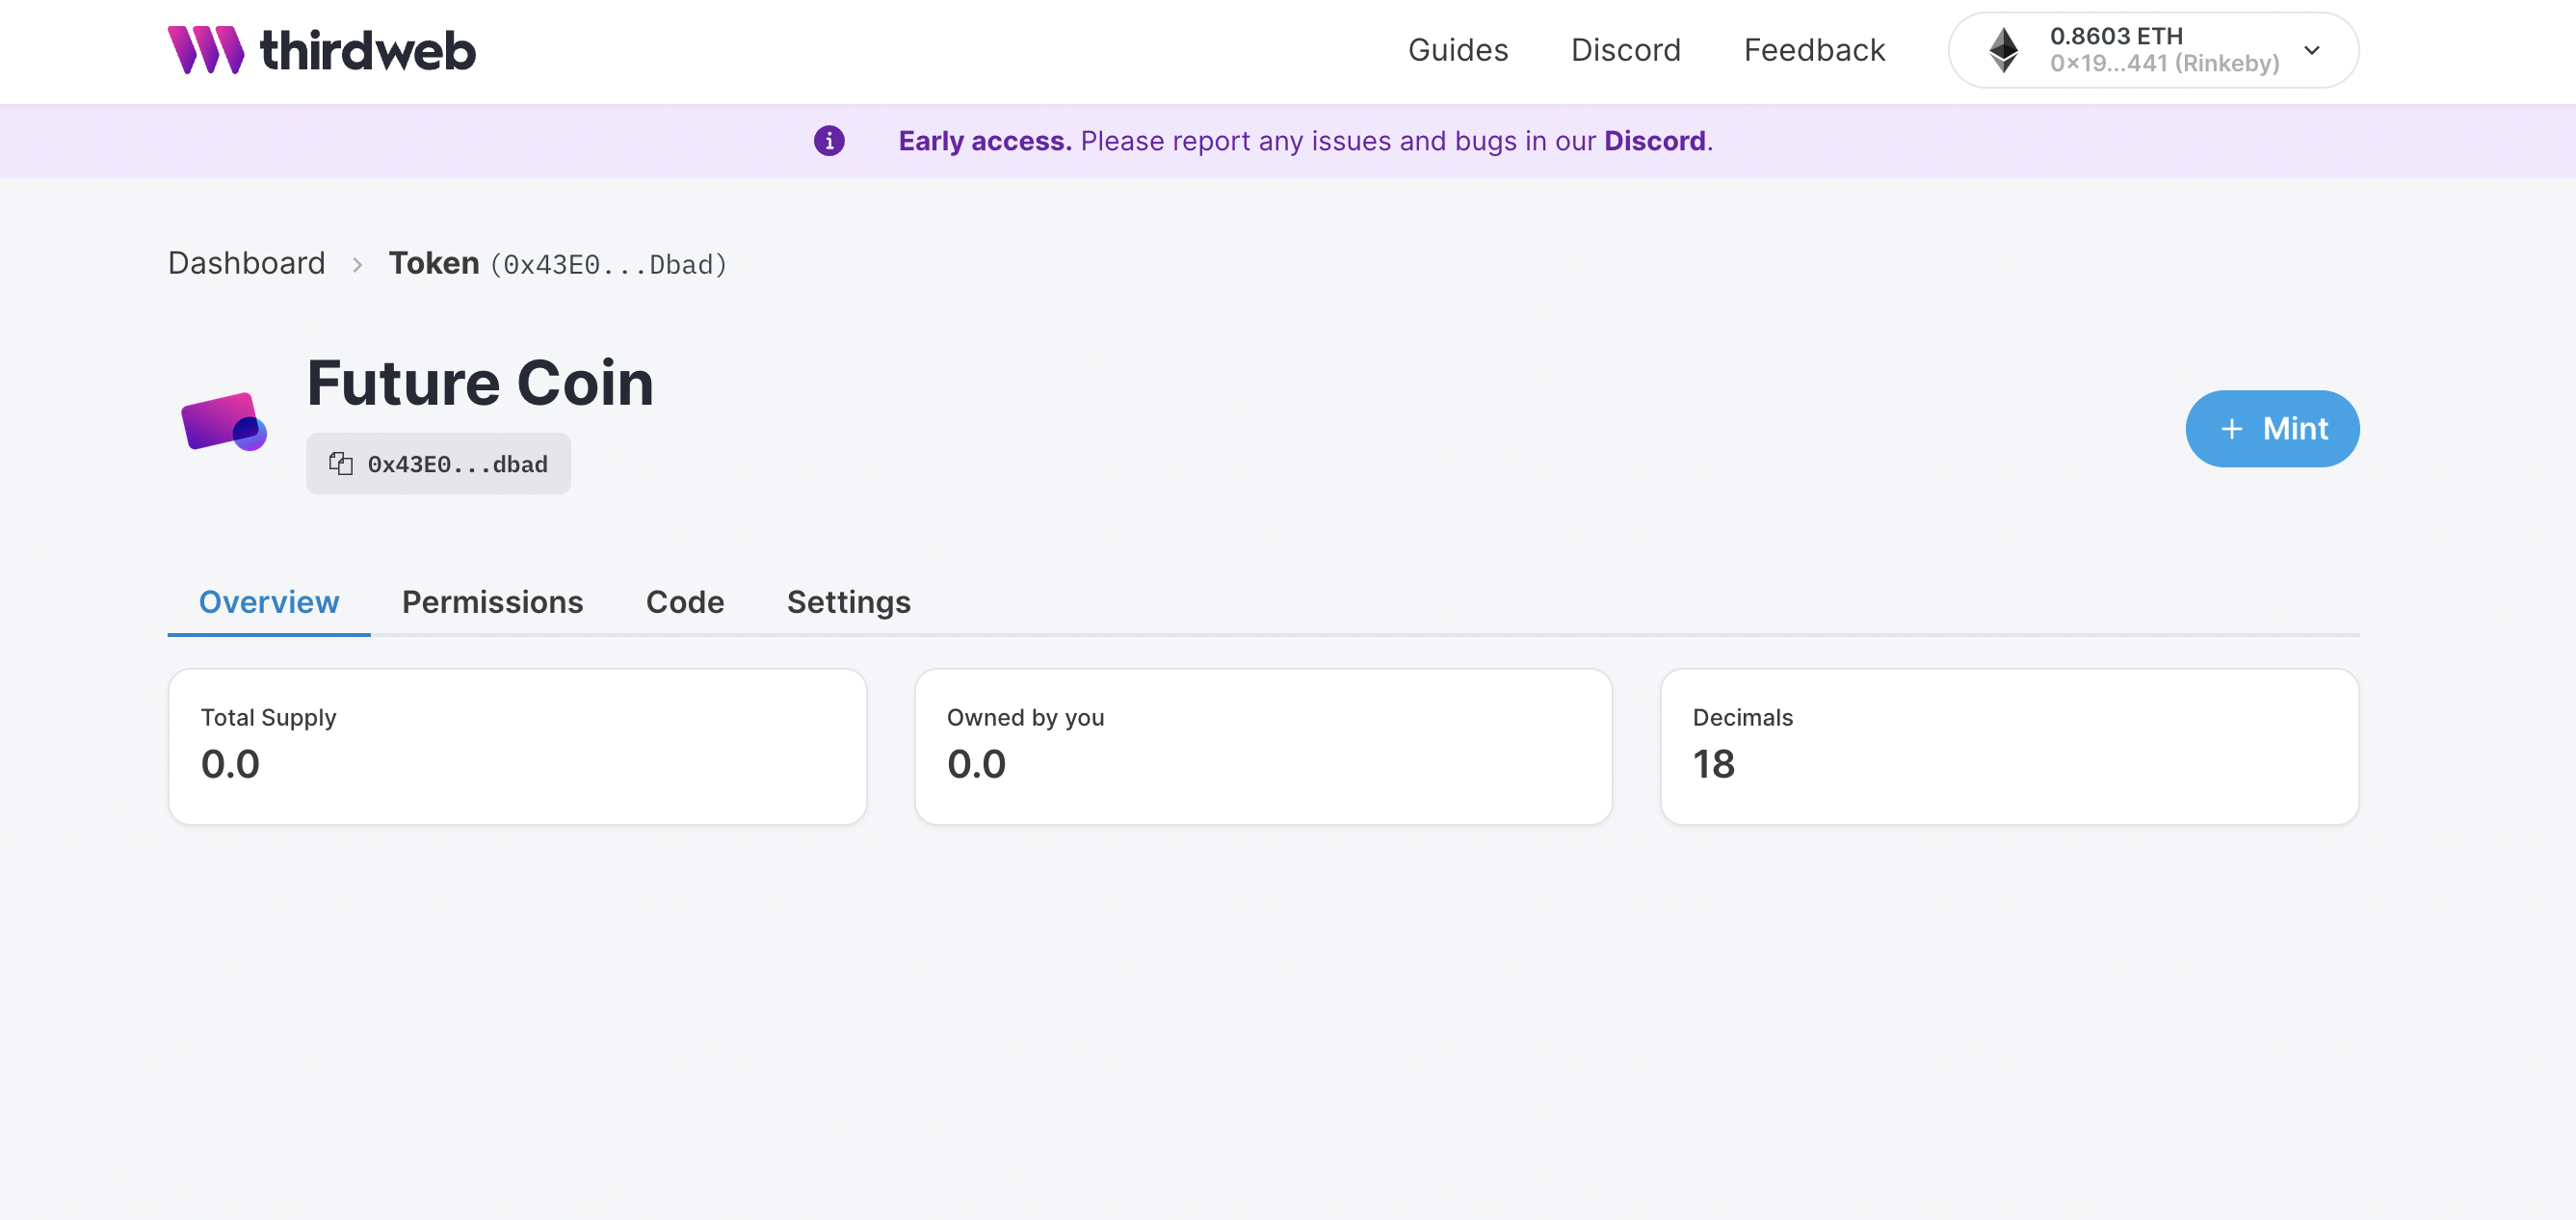 thirdweb
Guides Discord Feedback
0.8603 ETH
0x19...441 (Rinkeby)
Early access. Please report any issues and bugs in our Discord.
Dashboard > Token (0x43E0...Dbad)
Future Coin
0x43E0...dbad
+ Mint
Overview Permissions Code Settings
Total Supply
0.0
Owned by you
0.0
Decimals
18